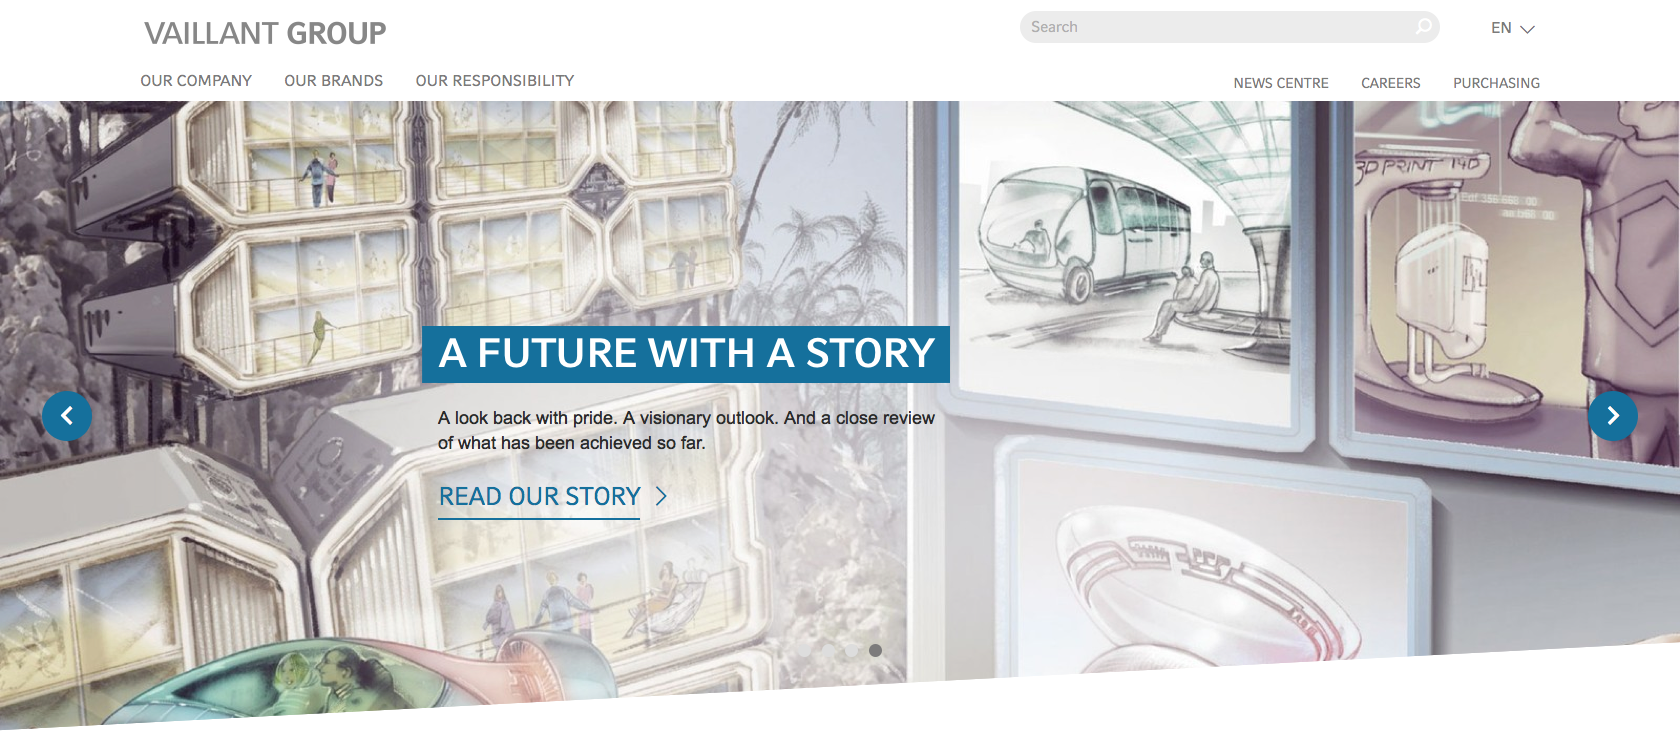 VAILLANT GROUP
Search
EN
OUR COMPANY
OUR BRANDS
OUR RESPONSIBILITY
NEWS CENTRE
CAREERS
PURCHASING
3D PRINT 14D
A FUTURE WITH A STORY
A look back with pride. A visionary outlook. And a close review
of what has been achieved so far.
READ OUR STORY